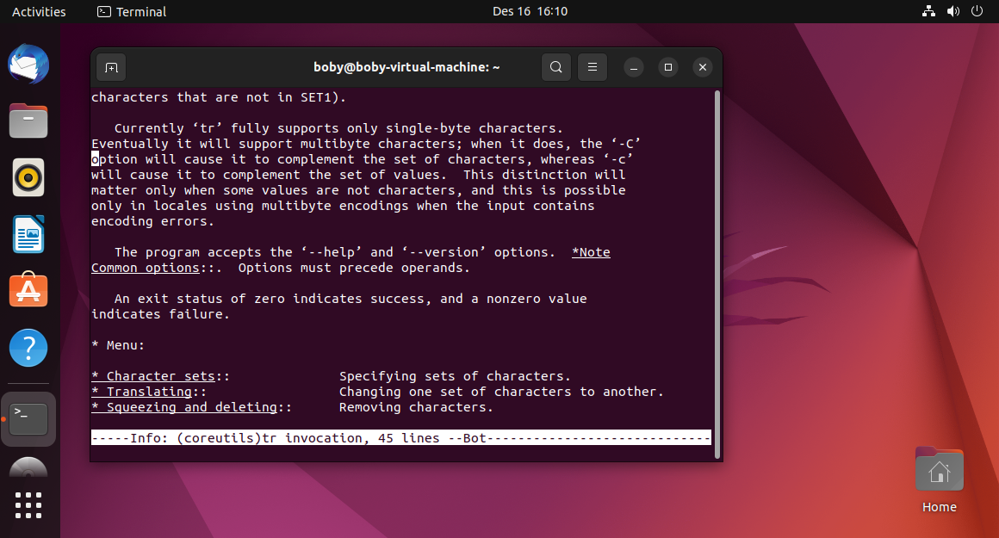 Activities
Terminal
Des 16 16:10
boby@boby-virtual-machine: ~
characters that are not in SET1).
Currently ‘tr’ fully supports only single-byte characters.
Eventually it will support multibyte characters; when it does, the ‘-C’
option will cause it to complement the set of characters, whereas ‘-c’
will cause it to complement the set of values.  This distinction will
matter only when some values are not characters, and this is possible
only in locales using multibyte encodings when the input contains
encoding errors.
The program accepts the ‘--help’ and ‘--version’ options.  *Note
Common options::.  Options must precede operands.
An exit status of zero indicates success, and a nonzero value
indicates failure.
* Menu:
* Character sets::              Specifying sets of characters.
* Translating::                 Changing one set of characters to another.
* Squeezing and deleting::      Removing characters.
-----Info: (coreutils)tr invocation, 45 lines --Bot-----------------------------
Home